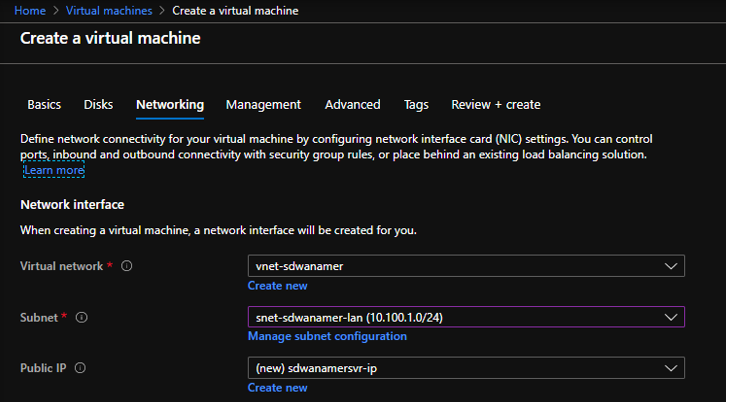 Home > Virtual machines > Create a virtual machine
Create a virtual machine
Basics Disks Networking Management Advanced Tags Review + create
Define network connectivity for your virtual machine by configuring network interface card (NIC) settings. You can control
ports, inbound and outbound connectivity with security group rules, or place behind an existing load balancing solution.
Learn more
Network interface
When creating a virtual machine, a network interface will be created for you.
Virtual network * vnet-sdwanamer
Create new
Subnet * snet-sdwanamer-lan (10.100.1.0/24)
Manage subnet configuration
Public IP (new) sdwanamersvr-ip
Create new